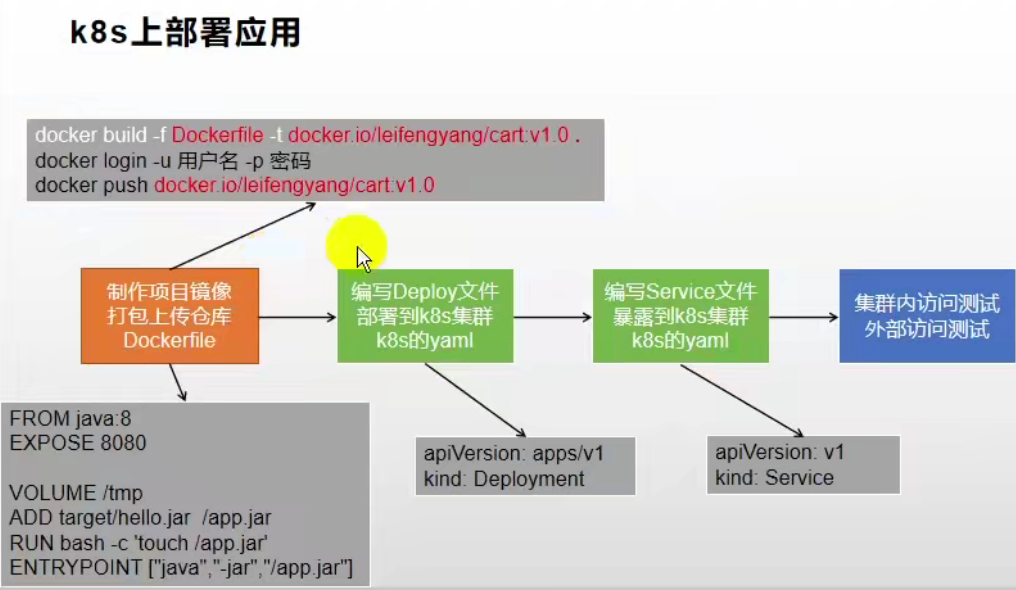 k8s上部署应用
docker build -f Dockerfile -t docker.io/leifengyang/cart:v1.0 .
docker login -u 用户名 -p 密码
docker push docker.io/leifengyang/cart:v1.0
制作项目镜像
打包上传仓库
Dockerfile
编写Deploy文件
部署到k8s集群
k8s的yaml
编写Service文件
暴露到k8s集群
k8s的yaml
集群内访问测试
外部访问测试
FROM java:8
EXPOSE 8080
VOLUME /tmp
ADD target/hello.jar /app.jar
RUN bash -c 'touch /app.jar'
ENTRYPOINT ["java","-jar","/app.jar"]
apiVersion: apps/v1
kind: Deployment
apiVersion: v1
kind: Service